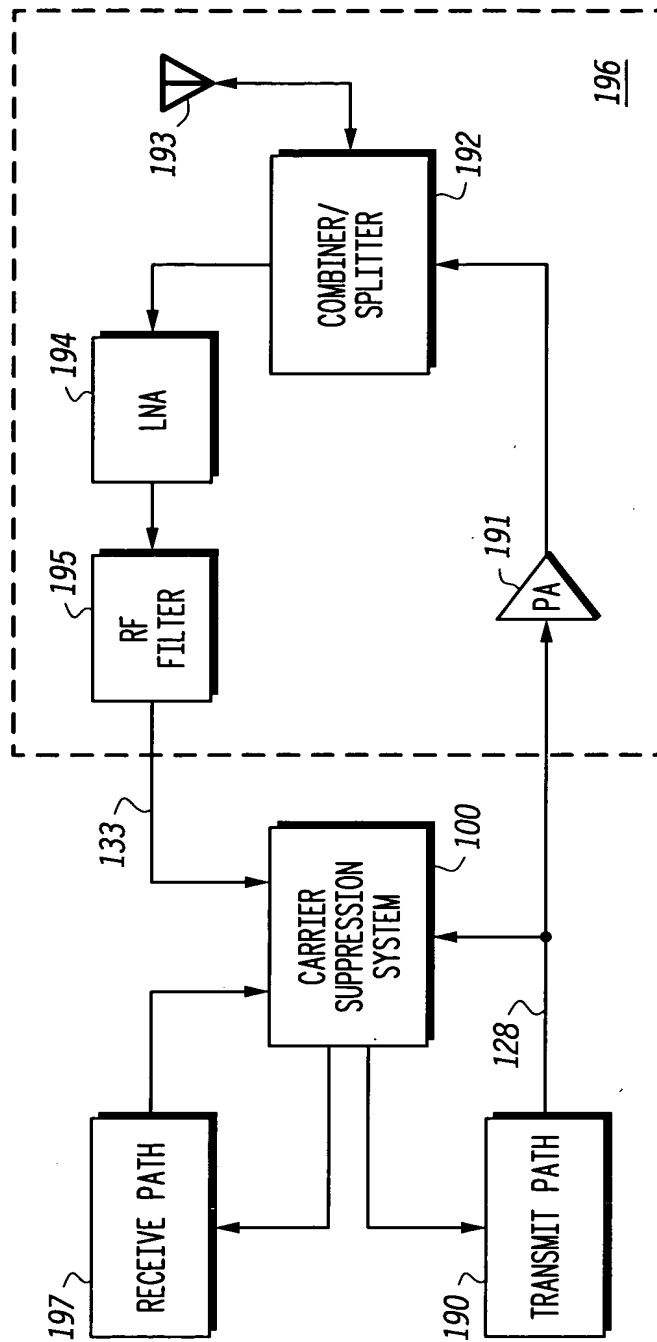 197
RECEIVE PATH
133
195
RF
FILTER
194
LNA
193
CARRIER
SUPPRESSION
SYSTEM
100
COMBINER/
SPLITTER
192
190
TRANSMIT PATH
128
191
PA
196